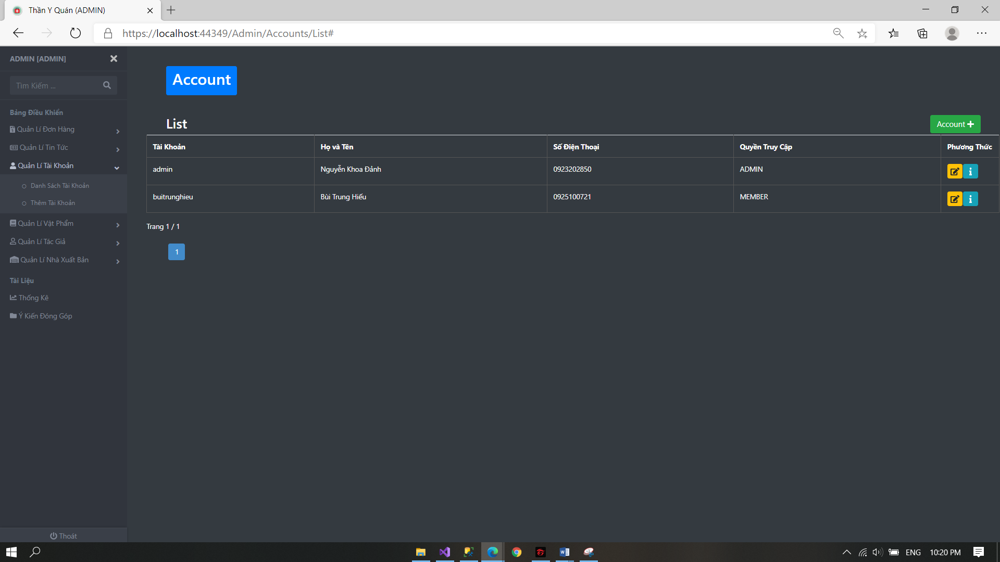 Thần Y Quán (ADMIN)
https://localhost:44349/Admin/Accounts/List#
ADMIN [ADMIN]
Tìm Kiếm ...
Bảng Điều Khiển
Quản Lí Đơn Hàng
Quản Lí Tin Tức
Quản Lí Tài Khoản
Danh Sách Tài Khoản
Thêm Tài Khoản
Quản Lí Vật Phẩm
Quản Lí Tác Giả
Quản Lí Nhà Xuất Bản
Tài Liệu
Thống Kê
Ý Kiến Đóng Góp
Thoát
Account
List
Account
Tài Khoản Họ và Tên Số Điện Thoại Quyền Truy Cập Phương Thức
admin Nguyễn Khoa Đảnh 0923202850 ADMIN
buitrunghieu Bùi Trung Hiếu 0925100721 MEMBER
Trang 1 / 1
1
ENG 10:20 PM